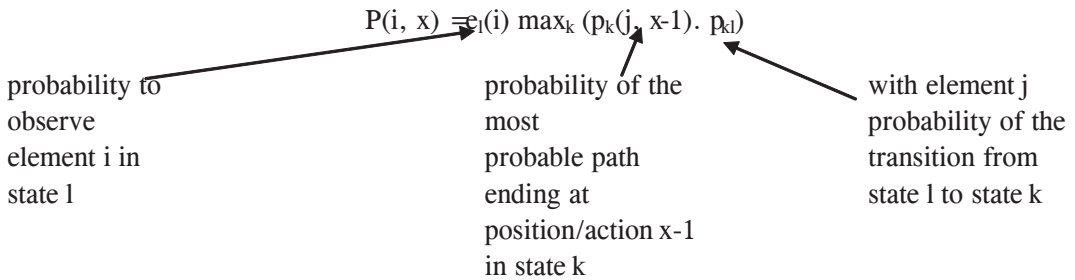 P(i, x) =e_l(i) max_k (p_k(j, x-1). p_kl)
probability to
observe
element i in
state l
probability of the
most
probable path
ending at
position/action x-1
in state k
with element j
probability of the
transition from
state l to state k